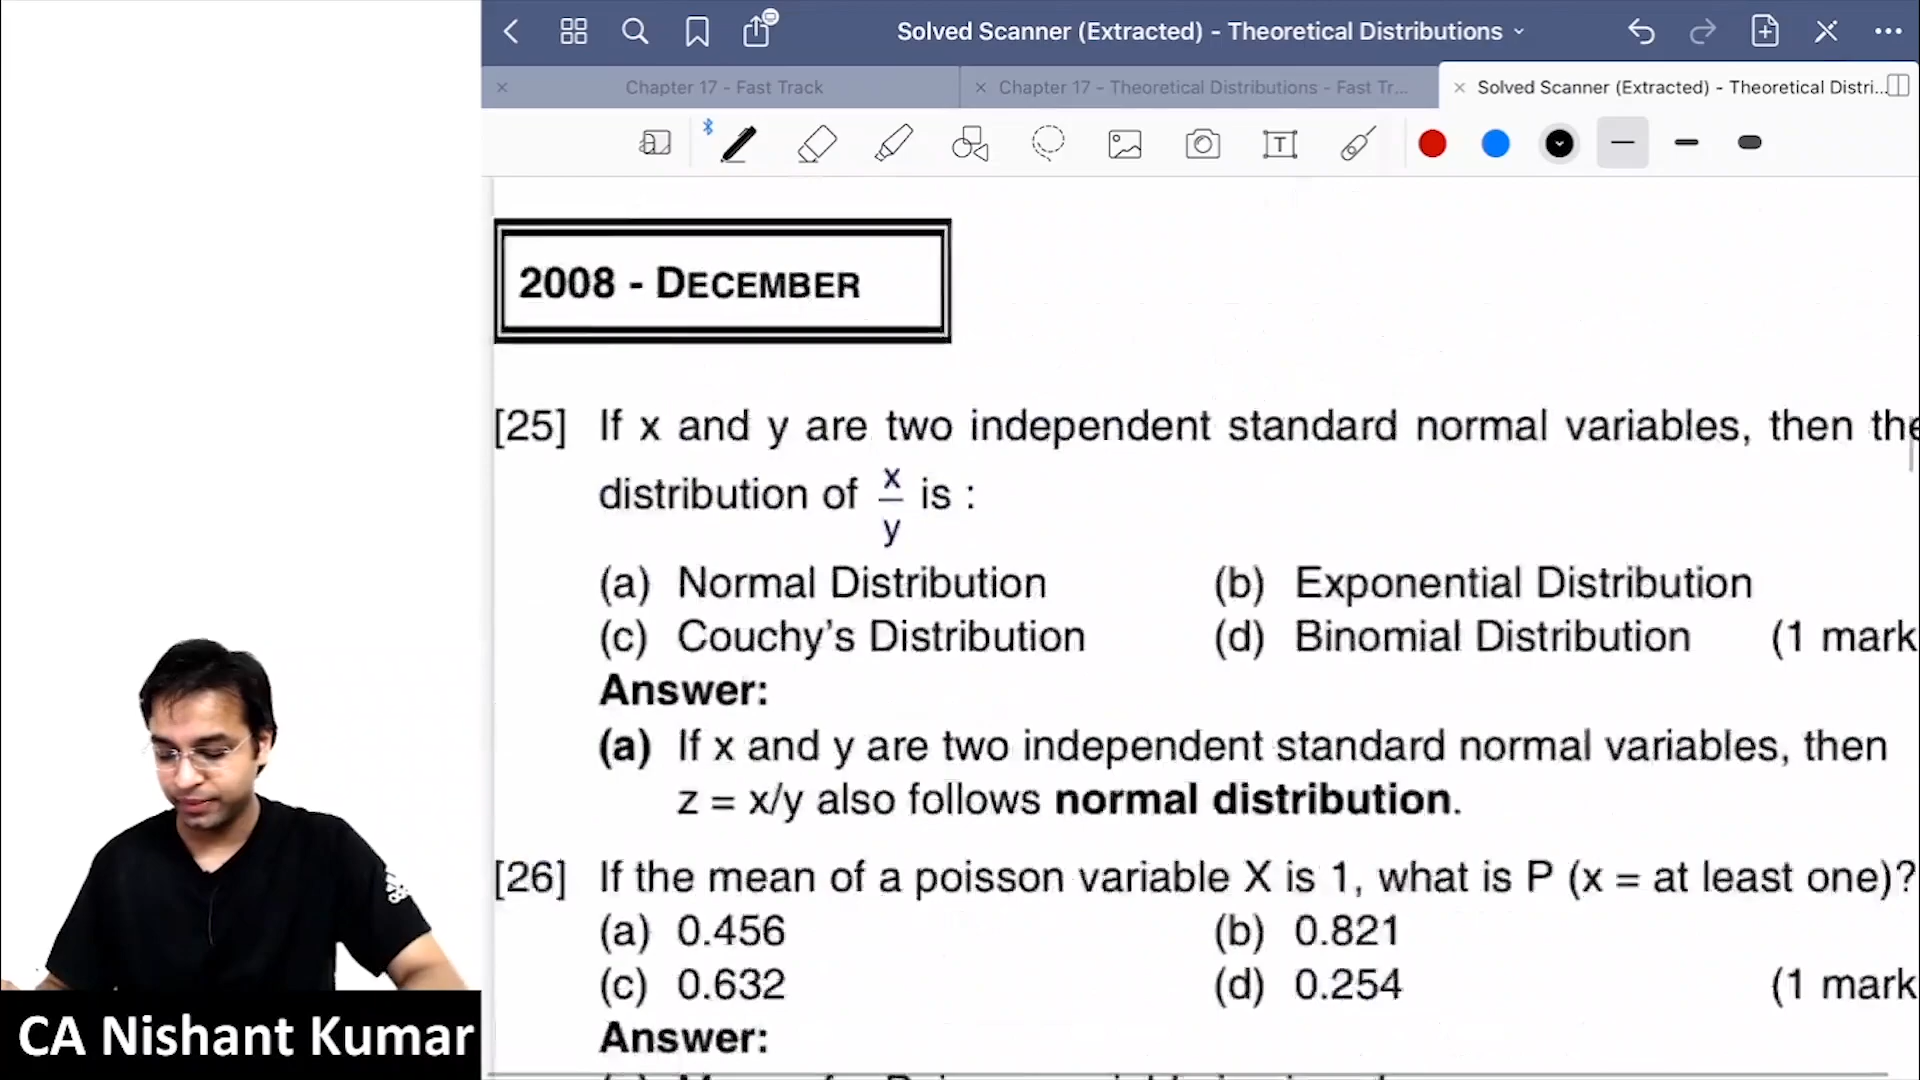 Solved Scanner (Extracted) - Theoretical Distributions
Chapter 17 - Fast Track
Chapter 17 - Theoretical Distributions - Fast Tr...
Solved Scanner (Extracted) - Theoretical Distri...
2008 - DECEMBER
[25] If x and y are two independent standard normal variables, then the
distribution of x/y is :
(a) Normal Distribution (b) Exponential Distribution
(c) Couchy's Distribution (d) Binomial Distribution (1 mark
Answer:
(a) If x and y are two independent standard normal variables, then
z = x/y also follows normal distribution.
[26] If the mean of a poisson variable X is 1, what is P (x = at least one)?
(a) 0.456 (b) 0.821
(c) 0.632 (d) 0.254 (1 mark
Answer:
CA Nishant Kumar